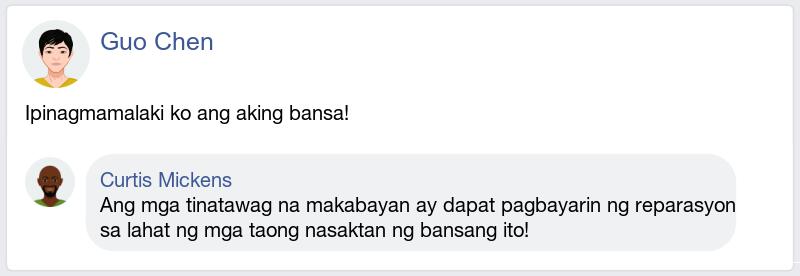 Guo Chen
Ipinagmamalaki ko ang aking bansa!
Curtis Mickens
Ang mga tinatawag na makabayan ay dapat pagbayarin ng reparasyon
sa lahat ng mga taong nasaktan ng bansang ito!